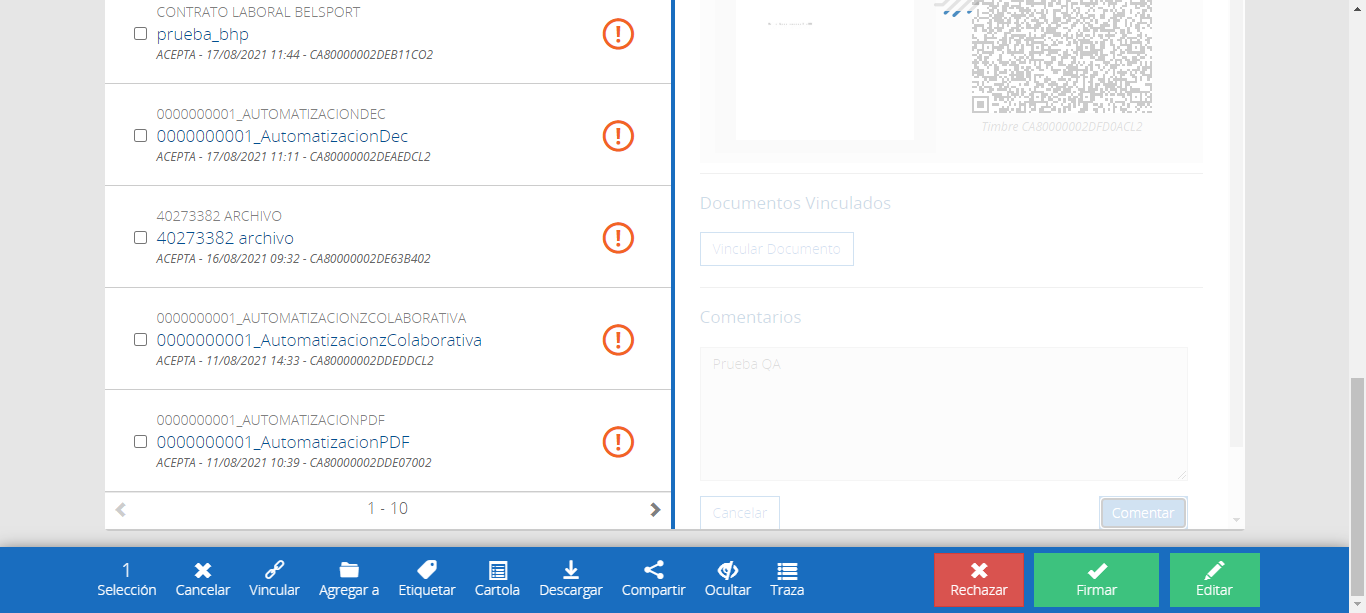 CONTRATO LABORAL BELSPORT
prueba_bhp
ACEPTA - 17/08/2021 11:44 - CA80000002DEB11CO2
0000000001_AUTOMATIZACIONDEC
0000000001_AutomatizacionDec
ACEPTA - 17/08/2021 11:11 - CA80000002DEAEDCL2
40273382 ARCHIVO
40273382 archivo
ACEPTA - 16/08/2021 09:32 - CA80000002DE63B402
0000000001_AUTOMATIZACIONZCOLABORATIVA
0000000001_AutomatizacionzColaborativa
ACEPTA - 11/08/2021 14:33 - CA80000002DDEDDCL2
0000000001_AUTOMATIZACIONPDF
0000000001_AutomatizacionPDF
ACEPTA - 11/08/2021 10:39 - CA80000002DDE07002
1 - 10
Timbre CA80000002DFD0ACL2
Documentos Vinculados
Vincular Documento
Comentarios
Prueba QA
Cancelar
Comentar
1
Selección
Cancelar
Vincular
Agregar a
Etiquetar
Cartola
Descargar
Compartir
Ocultar
Traza
Rechazar
Firmar
Editar